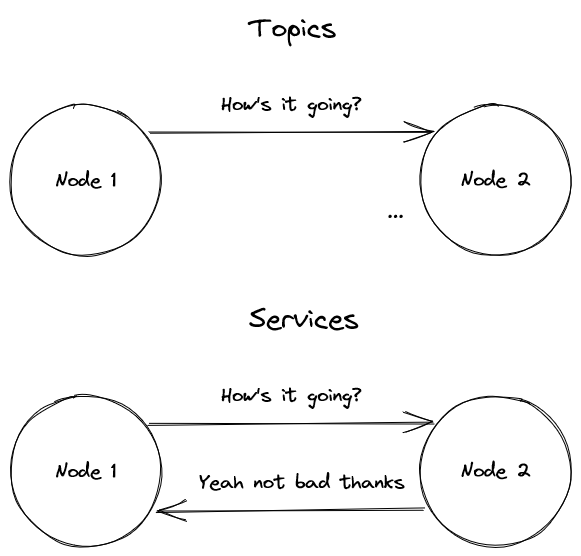 Topics
How's it going?
Node 1
Node 2
...
Services
How's it going?
Node 1
Node 2
Yeah not bad thanks